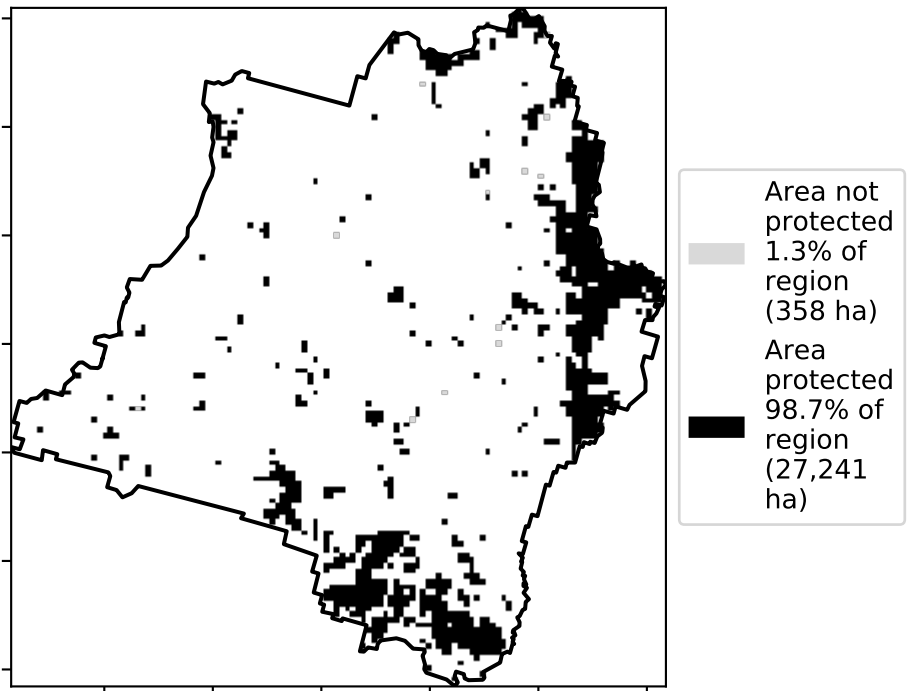 Area not
protected
1.3% of
region
(358 ha)
Area
protected
98.7% of
region
(27,241
ha)